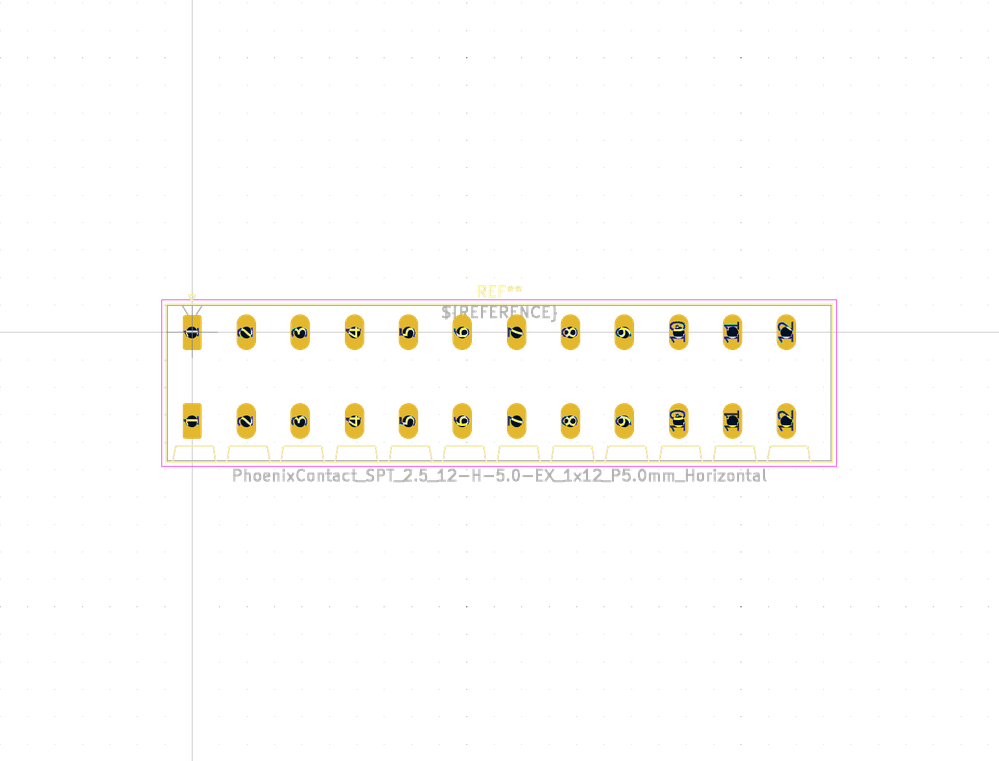 REF**
${REFERENCE}
1 2 3 4 5 6 7 8 9 10 11 12
1 2 3 4 5 6 7 8 9 10 11 12
PhoenixContact_SPT_2.5_12-H-5.0-EX_1x12_P5.0mm_Horizontal